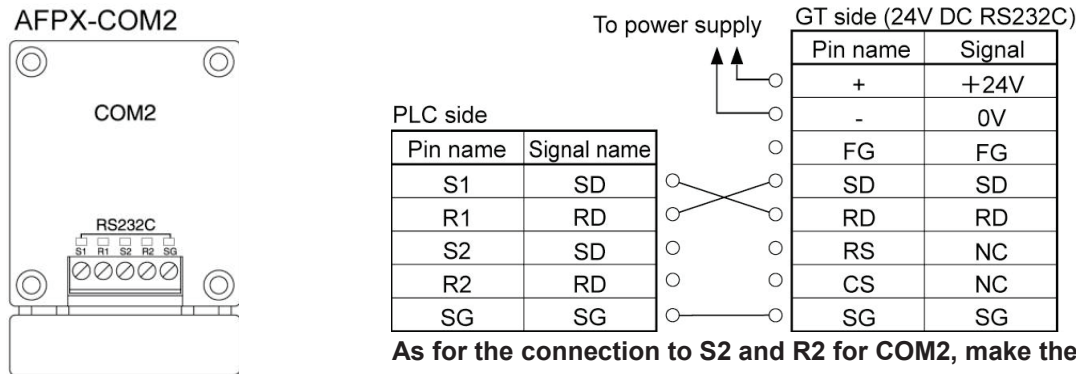 AFPX-COM2
COM2
RS232C
S1 R1 S2 R2 SG
To power supply
GT side (24V DC RS232C)
Pin name Signal
+ +24V
- 0V
FG FG
SD SD
RD RD
RS NC
CS NC
SG SG
PLC side
Pin name Signal name
S1 SD
R1 RD
S2 SD
R2 RD
SG SG
As for the connection to S2 and R2 for COM2, make the